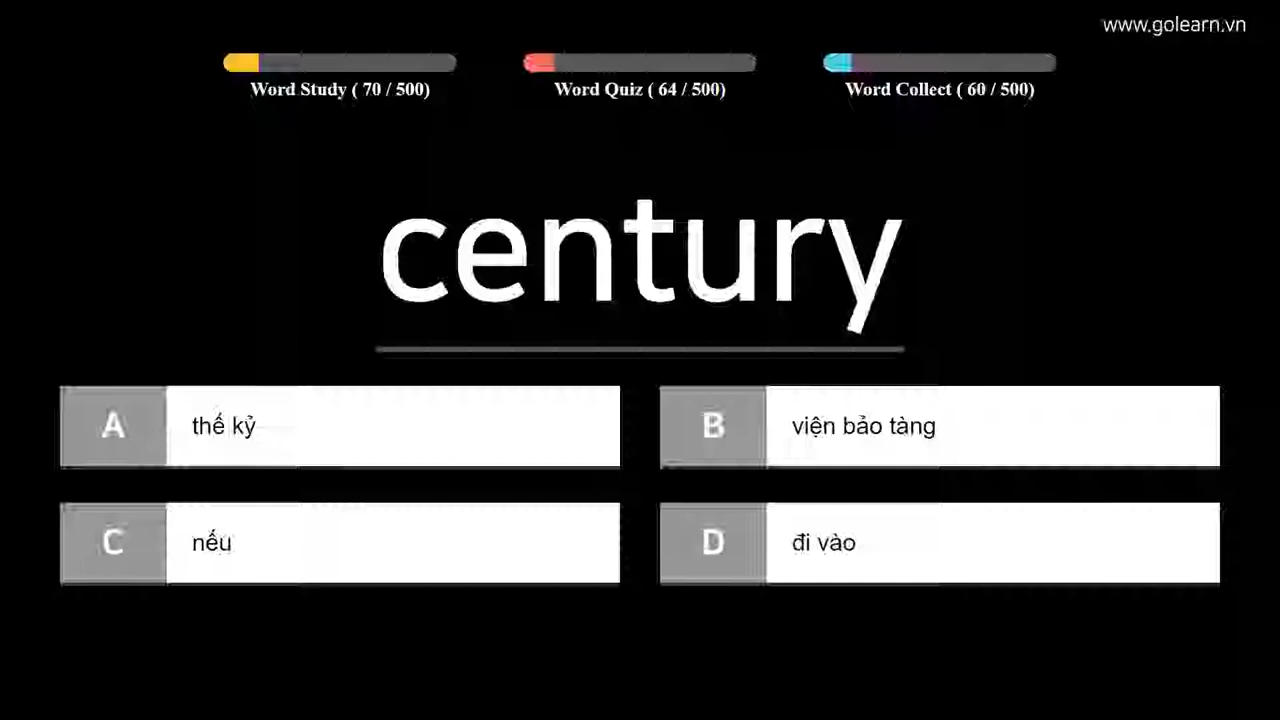 www.golearn.vn
Word Study ( 70 / 500)
Word Quiz ( 64 / 500)
Word Collect ( 60 / 500)
century
A thế kỷ
B viện bảo tàng
C nếu
D đi vào